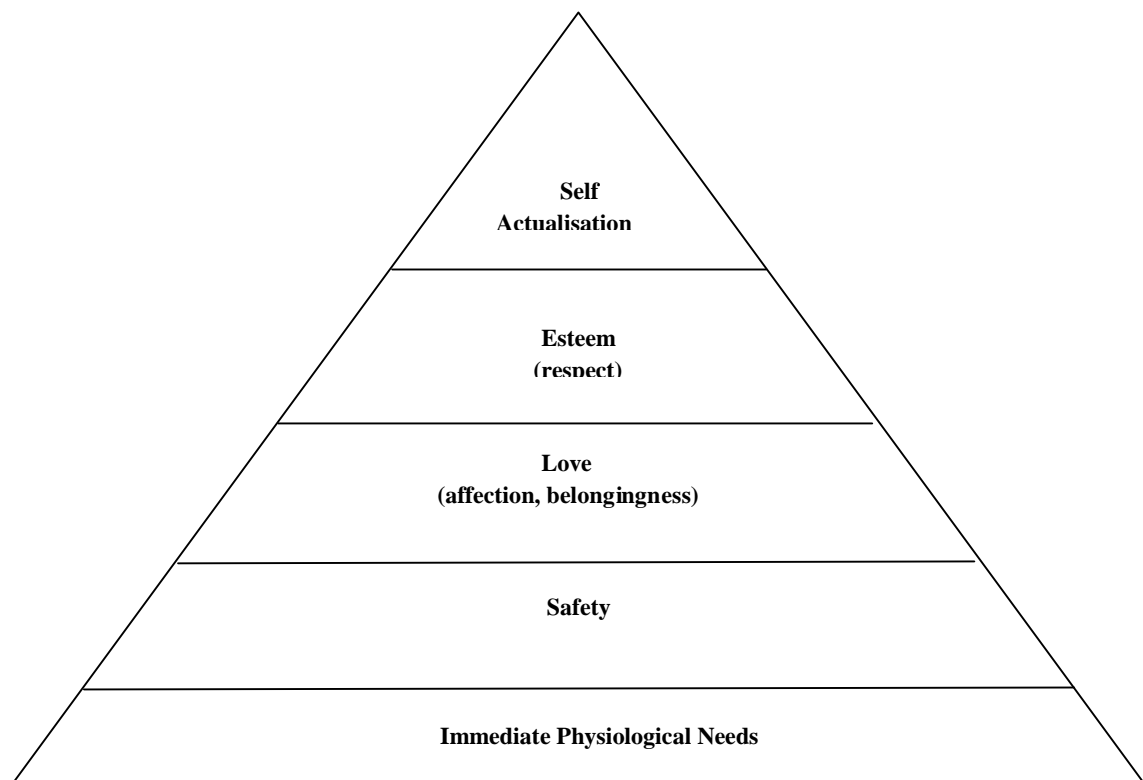 Self
Actualisation
Esteem
(respect)
Love
(affection, belongingness)
Safety
Immediate Physiological Needs